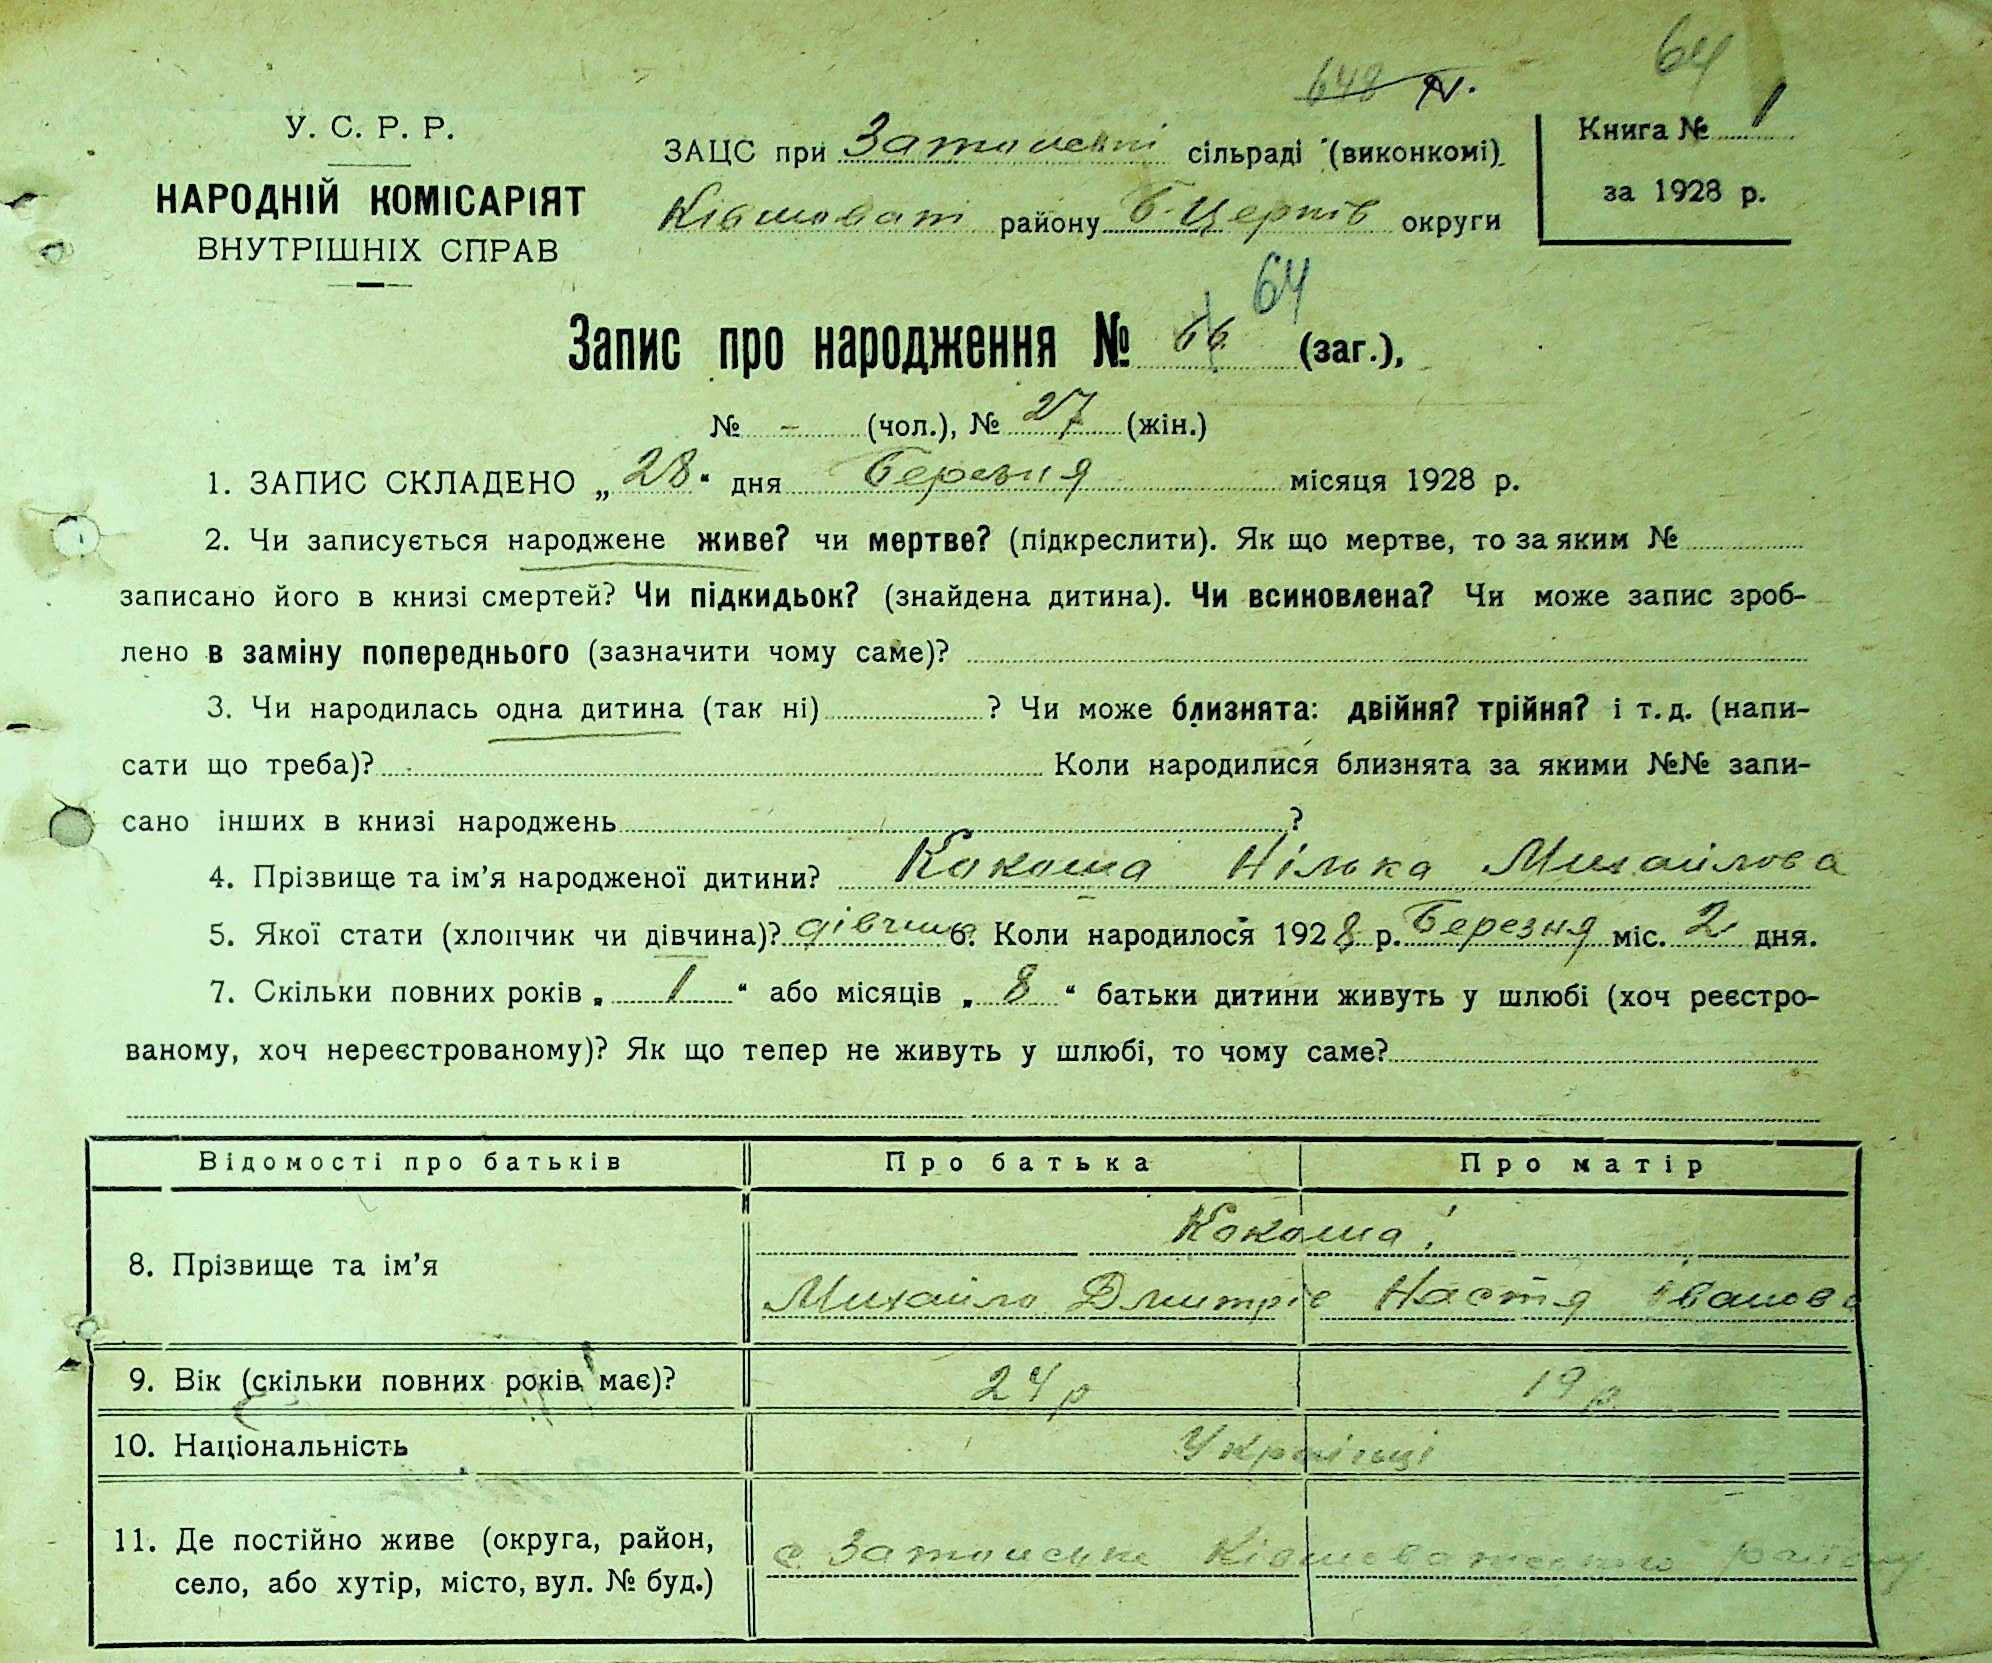 64
648 N.
У. С. Р. Р.
НАРОДНІЙ КОМІСАРІЯТ
ВНУТРІШНІХ СПРАВ
ЗАЦС при сільраді (виконкомі)
Ківшоваті району Б-Церків округи
Книга № 1
за 1928 р.
64
Запис про народження № 66 (заг.),
№ - (чол.), № 27 (жін.)
1. ЗАПИС СКЛАДЕНО „ 28 “ дня Березня місяця 1928 р.
2. Чи записується народжене живе? чи мертве? (підкреслити). Як що мертве, то за яким №
записано його в книзі смертей? Чи підкидьок? (знайдена дитина). Чи всиновлена? Чи може запис зроб-
лено в заміну попереднього (зазначити чому саме)?
3. Чи народилась одна дитина (так ні) ? Чи може близнята: двійня? трійня? і т. д. (напи-
сати що треба)? Коли народилися близнята за якими №№ запи-
сано інших в книзі народжень ?
4. Прізвище та ім’я народженої дитини? Кокоша Нілька Михайлова
5. Якої стати (хлопчик чи дівчина)? дівчина 6. Коли народилося 1928 р. Березня міс. 2 дня.
7. Скільки повних років „ 1 “ або місяців „ 8 “ батьки дитини живуть у шлюбі (хоч реєстро-
ваному, хоч нереєстрованому)? Як що тепер не живуть у шлюбі, то чому саме?
Відомості про батьків Про батька Про матір
8. Прізвище та ім’я
Кокоша
Михайло Дмитрів Настя Іванова
9. Вік (скільки повних років має)? 24 р 19 р.
10. Національність Українці
11. Де постійно живе (округа, район,
село, або хутір, місто, вул. № буд.)
с Ківшоватського району